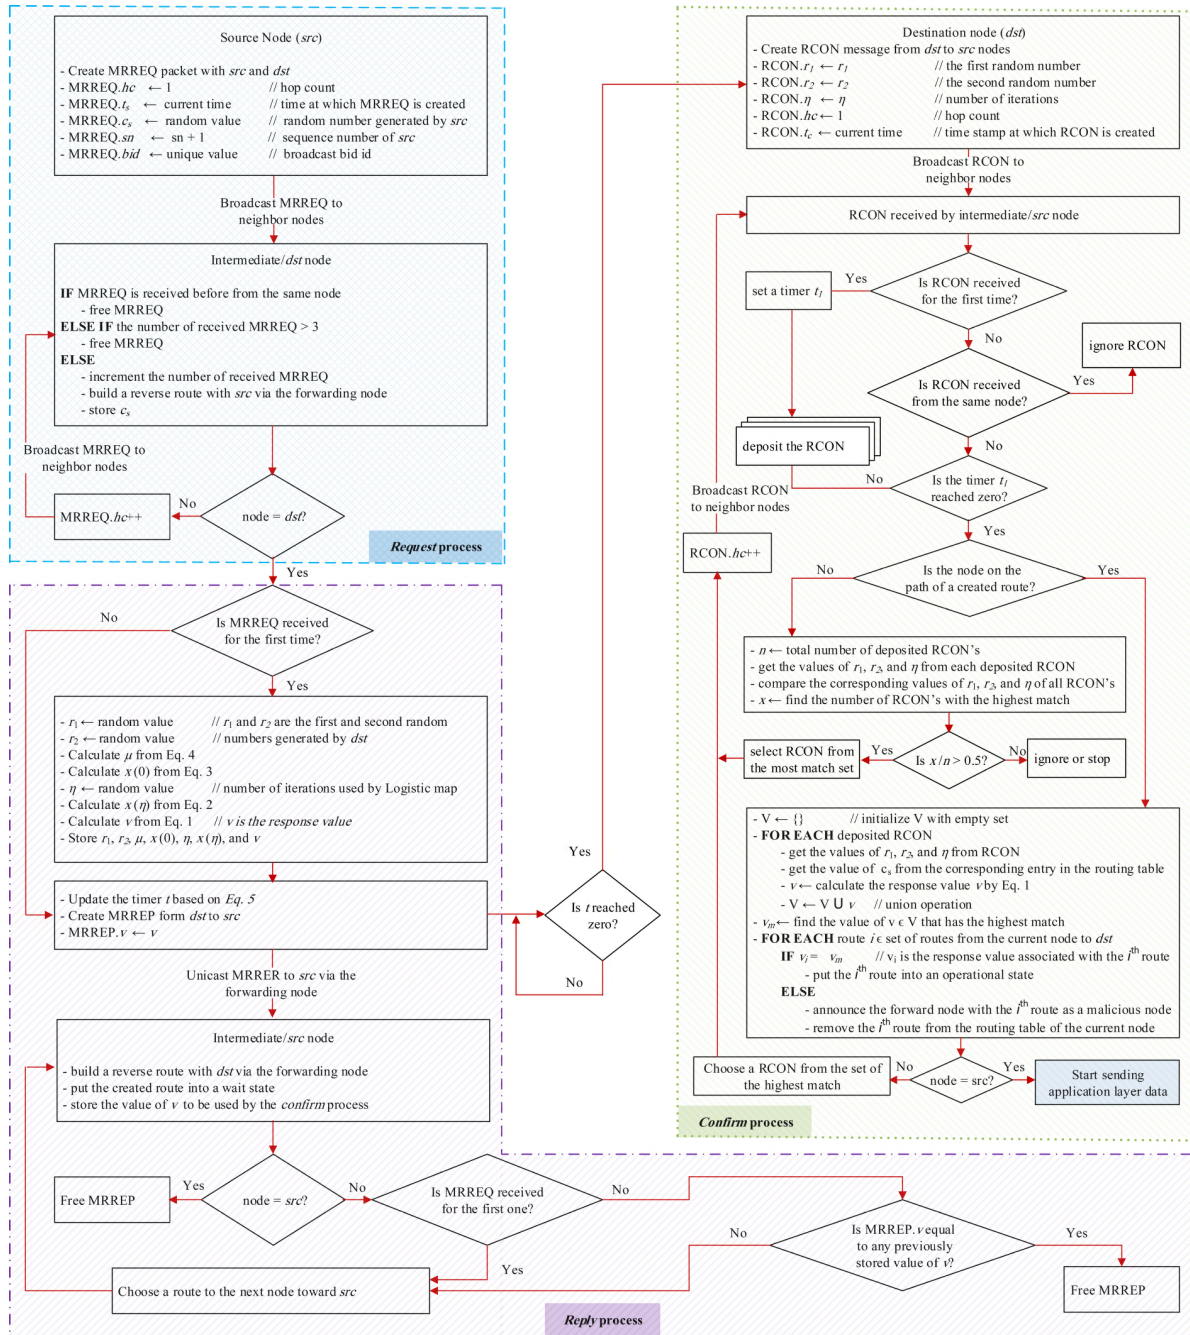 Source Node (src)
- Create MRREQ packet with src and dst
- MRREQ.hc ← 1 // hop count
- MRREQ.ts ← current time // time at which MRREQ is created
- MRREQ.cs ← random value // random number generated by src
- MRREQ.sn ← sn + 1 // sequence number of src
- MRREQ.bid ← unique value // broadcast bid id
Broadcast MRREQ to
neighbor nodes
Intermediate/dst node
IF MRREQ is received before from the same node
- free MRREQ
ELSE IF the number of received MRREQ > 3
- free MRREQ
ELSE
- increment the number of received MRREQ
- build a reverse route with src via the forwarding node
- store cs
Broadcast MRREQ to
neighbor nodes
MRREQ.hc++
No
node = dst?
Request process
Yes
Is MRREQ received
for the first time?
No
Yes
- r1 ← random value // r1 and r2 are the first and second random
- r2 ← random value // numbers generated by dst
- Calculate μ from Eq. 4
- Calculate x(0) from Eq. 3
- η ← random value // number of iterations used by Logistic map
- Calculate x(η) from Eq. 2
- Calculate v from Eq. 1 // v is the response value
- Store r1, r2, μ, x(0), η, x(η), and v
- Update the timer t based on Eq. 5
- Create MRREP form dst to src
- MRREP.v ← v
Yes
Is t reached
zero?
No
Unicast MRRER to src via the
forwarding node
Intermediate/src node
- build a reverse route with dst via the forwarding node
- put the created route into a wait state
- store the value of v to be used by the confirm process
Free MRREP
Yes
node = src?
No
Is MRREQ received
for the first one?
No
Yes
Is MRREP.v equal
to any previously
stored value of v?
No
Yes
Free MRREP
Choose a route to the next node toward src
Reply process
Destination node (dst)
- Create RCON message from dst to src nodes
- RCON.r1 ← r1 // the first random number
- RCON.r2 ← r2 // the second random number
- RCON.η ← η // number of iterations
- RCON.hc ← 1 // hop count
- RCON.tc ← current time // time stamp at which RCON is created
Broadcast RCON to
neighbor nodes
RCON received by intermediate/src node
set a timer t1
Yes
Is RCON received
for the first time?
No
ignore RCON
Is RCON received
from the same node?
Yes
deposit the RCON
No
No
Is the timer t1
reached zero?
Broadcast RCON
to neighbor nodes
Yes
RCON.hc++
No
Is the node on the
path of a created route?
Yes
- n ← total number of deposited RCON's
- get the values of r1, r2, and η from each deposited RCON
- compare the corresponding values of r1, r2, and η of all RCON's
- x ← find the number of RCON's with the highest match
select RCON from
the most match set
Yes
Is x/n > 0.5?
No
ignore or stop
- V ← {} // initialize V with empty set
- FOR EACH deposited RCON
- get the values of r1, r2, and η from RCON
- get the value of cs from the corresponding entry in the routing table
- v ← calculate the response value v by Eq. 1
- V ← V U v // union operation
- vm ← find the value of v ϵ V that has the highest match
- FOR EACH route i ϵ set of routes from the current node to dst
IF vi = vm // vi is the response value associated with the ith route
- put the ith route into an operational state
ELSE
- announce the forward node with the ith route as a malicious node
- remove the ith route from the routing table of the current node
Choose a RCON from the set of
the highest match
No
node = src?
Yes
Start sending
application layer data
Confirm process